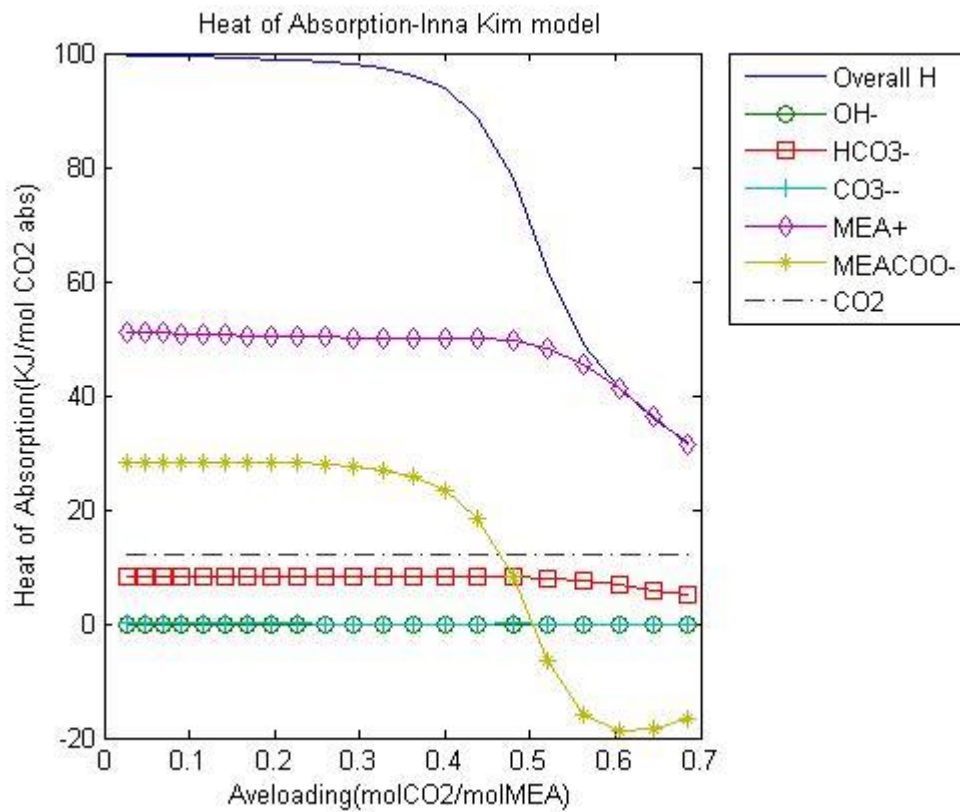 Heat of Absorption-Inna Kim model
100
80
60
40
20
0
-20
Heat of Absorption(KJ/mol CO2 abs)
0
0.1
0.2
0.3
0.4
0.5
0.6
0.7
Aveloading(molCO2/molMEA)
Overall H
OH-
HCO3-
CO3--
MEA+
MEACOO-
CO2